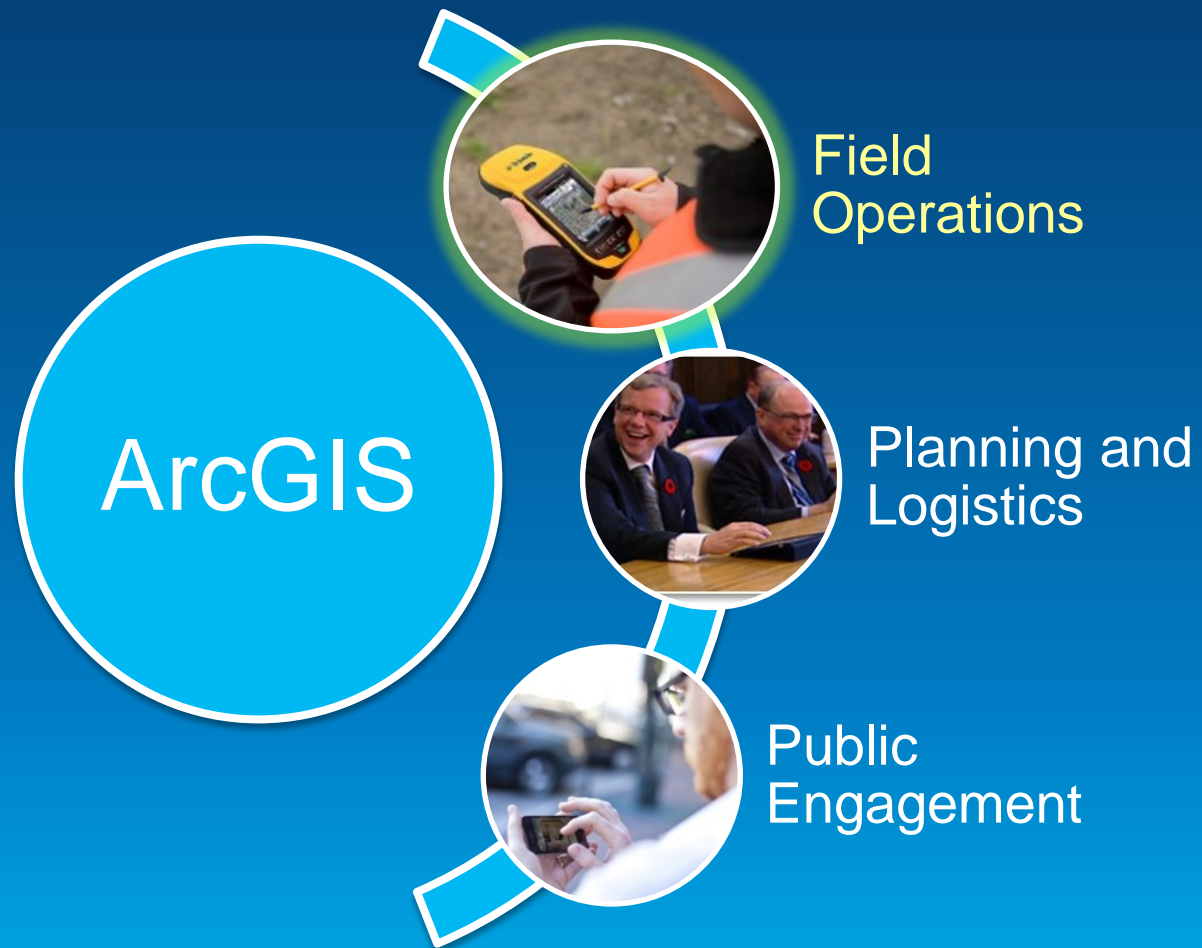 Field
Operations
ArcGIS
Planning and
Logistics
Public
Engagement